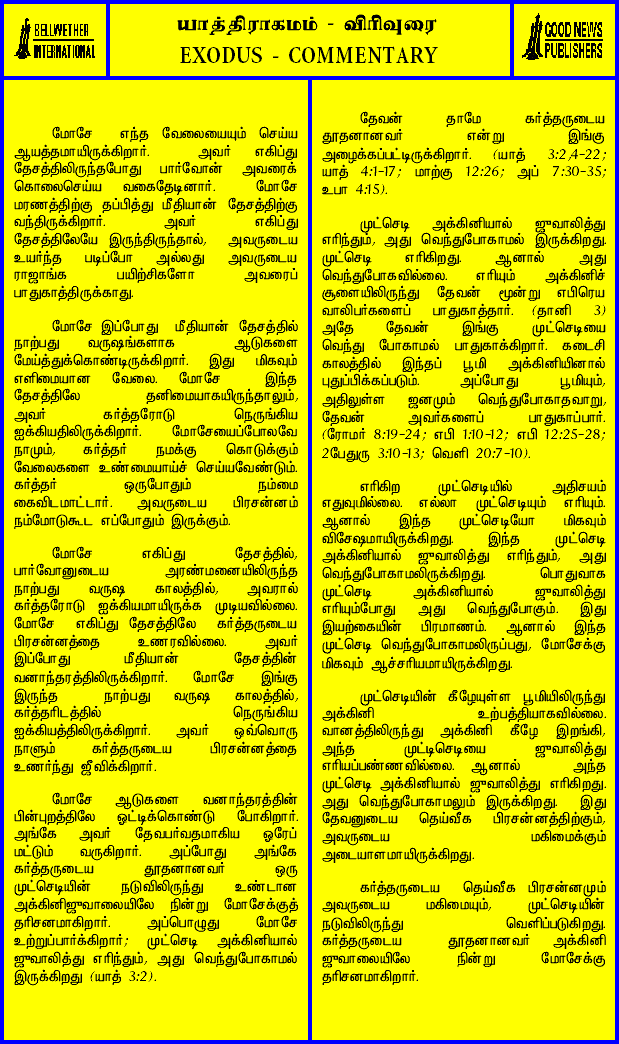 BELLWETHER
INTERNATIONAL
யாத்திராகமம் - விரிவுரை
EXODUS - COMMENTARY
GOOD NEWS
PUBLISHERS
மோசே எந்த வேலையையும் செய்ய
ஆயத்தமாயிருக்கிறார். அவர் எகிப்து
தேசத்திலிருந்தபோது பார்வோன் அவரைக்
கொலைசெய்ய வகைதேடினார். மோசே
மரணத்திற்கு தப்பித்து மீதியான் தேசத்திற்கு
வந்திருக்கிறார். அவர் எகிப்து
தேசத்திலேயே இருந்திருந்தால், அவருடைய
உயர்ந்த படிப்போ அல்லது அவருடைய
ராஜாங்க பயிற்சிகளோ அவரைப்
பாதுகாத்திருக்காது.
மோசே இப்போது மீதியான் தேசத்தில்
நாற்பது வருஷங்களாக ஆடுகளை
மேய்த்துக்கொண்டிருக்கிறார். இது மிகவும்
எளிமையான வேலை. மோசே இந்த
தேசத்திலே தனிமையாகயிருந்தாலும்,
அவர் கர்த்தரோடு நெருங்கிய
ஐக்கியதிலிருக்கிறார். மோசேயைப்போலவே
நாமும், கர்த்தர் நமக்கு கொடுக்கும்
வேலைகளை உண்மையாய்ச் செய்யவேண்டும்.
கர்த்தர் ஒருபோதும் நம்மை
கைவிடமாட்டார். அவருடைய பிரசன்னம்
நம்மோடுகூட எப்போதும் இருக்கும்.
மோசே எகிப்து தேசத்தில்,
பார்வோனுடைய அரண்மனையிலிருந்த
நாற்பது வருஷ காலத்தில், அவரால்
கர்த்தரோடு ஐக்கியமாயிருக்க முடியவில்லை.
மோசே எகிப்து தேசத்திலே கர்த்தருடைய
பிரசன்னத்தை உணரவில்லை. அவர்
இப்போது மீதியான் தேசத்தின்
வனாந்தரத்திலிருக்கிறார். மோசே இங்கு
இருந்த நாற்பது வருஷ காலத்தில்,
கர்த்தரிடத்தில் நெருங்கிய
ஐக்கியத்திலிருக்கிறார். அவர் ஒவ்வொரு
நாளும் கர்த்தருடைய பிரசன்னத்தை
உணர்ந்து ஜீவிக்கிறார்.
மோசே ஆடுகளை வனாந்தரத்தின்
பின்புறத்திலே ஓட்டிக்கொண்டு போகிறார்.
அங்கே அவர் தேவபர்வதமாகிய ஓரேப்
மட்டும் வருகிறார். அப்போது அங்கே
கர்த்தருடைய தூதனானவர் ஒரு
முட்செடியின் நடுவிலிருந்து உண்டான
அக்கினிஜுவாலையிலே நின்று மோசேக்குத்
தரிசனமாகிறார். அப்பொழுது மோசே
உற்றுப்பார்க்கிறார்; முட்செடி அக்கினியால்
ஜுவாலித்து எரிந்தும், அது வெந்துபோகாமல்
இருக்கிறது (யாத் 3:2).
தேவன் தாமே கர்த்தருடைய
தூதனானவர் என்று இங்கு
அழைக்கப்பட்டிருக்கிறார். (யாத் 3:2,4-22;
யாத் 4:1-17; மாற்கு 12:26; அப் 7:30-35;
உபா 4:15).
முட்செடி அக்கினியால் ஜுவாலித்து
எரிந்தும், அது வெந்துபோகாமல் இருக்கிறது.
முட்செடி எரிகிறது. ஆனால் அது
வெந்துபோகவில்லை. எரியும் அக்கினிச்
சூளையிலிருந்து தேவன் மூன்று எபிரெய
வாலிபர்களைப் பாதுகாத்தார். (தானி 3)
அதே தேவன் இங்கு முட்செடியை
வெந்து போகாமல் பாதுகாக்கிறார். கடைசி
காலத்தில் இந்தப் பூமி அக்கினியினால்
புதுப்பிக்கப்படும். அப்போது பூமியும்,
அதிலுள்ள ஜனமும் வெந்துபோகாதவாறு,
தேவன் அவர்களைப் பாதுகாப்பார்.
(ரோமர் 8:19-24; எபி 1:10-12; எபி 12:25-28;
2பேதுரு 3:10-13; வெளி 20:7-10).
எரிகிற முட்செடியில் அதிசயம்
எதுவுமில்லை. எல்லா முட்செடியும் எரியும்.
ஆனால் இந்த முட்செடியோ மிகவும்
விசேஷமாயிருக்கிறது. இந்த முட்செடி
அக்கினியால் ஜுவாலித்து எரிந்தும், அது
வெந்துபோகாமலிருக்கிறது. பொதுவாக
முட்செடி அக்கினியால் ஜுவாலித்து
எரியும்போது அது வெந்துபோகும். இது
இயற்கையின் பிரமாணம். ஆனால் இந்த
முட்செடி வெந்துபோகாமலிருப்பது, மோசேக்கு
மிகவும் ஆச்சரியமாயிருக்கிறது.
முட்செடியின் கீழேயுள்ள பூமியிலிருந்து
அக்கினி உற்பத்தியாகவில்லை.
வானத்திலிருந்து அக்கினி கீழே இறங்கி,
அந்த முட்டிசெடியை ஜுவாலித்து
எரியப்பண்ணவில்லை. ஆனால் அந்த
முட்செடி அக்கினியால் ஜுவாலித்து எரிகிறது.
அது வெந்துபோகாமலும் இருக்கிறது. இது
தேவனுடைய தெய்வீக பிரசன்னத்திற்கும்,
அவருடைய மகிமைக்கும்
அடையாளமாயிருக்கிறது.
கர்த்தருடைய தெய்வீக பிரசன்னமும்
அவருடைய மகிமையும், முட்செடியின்
நடுவிலிருந்து வெளிப்படுகிறது.
கர்த்தருடைய தூதனானவர் அக்கினி
ஜுவாலையிலே நின்று மோசேக்கு
தரிசனமாகிறார்.